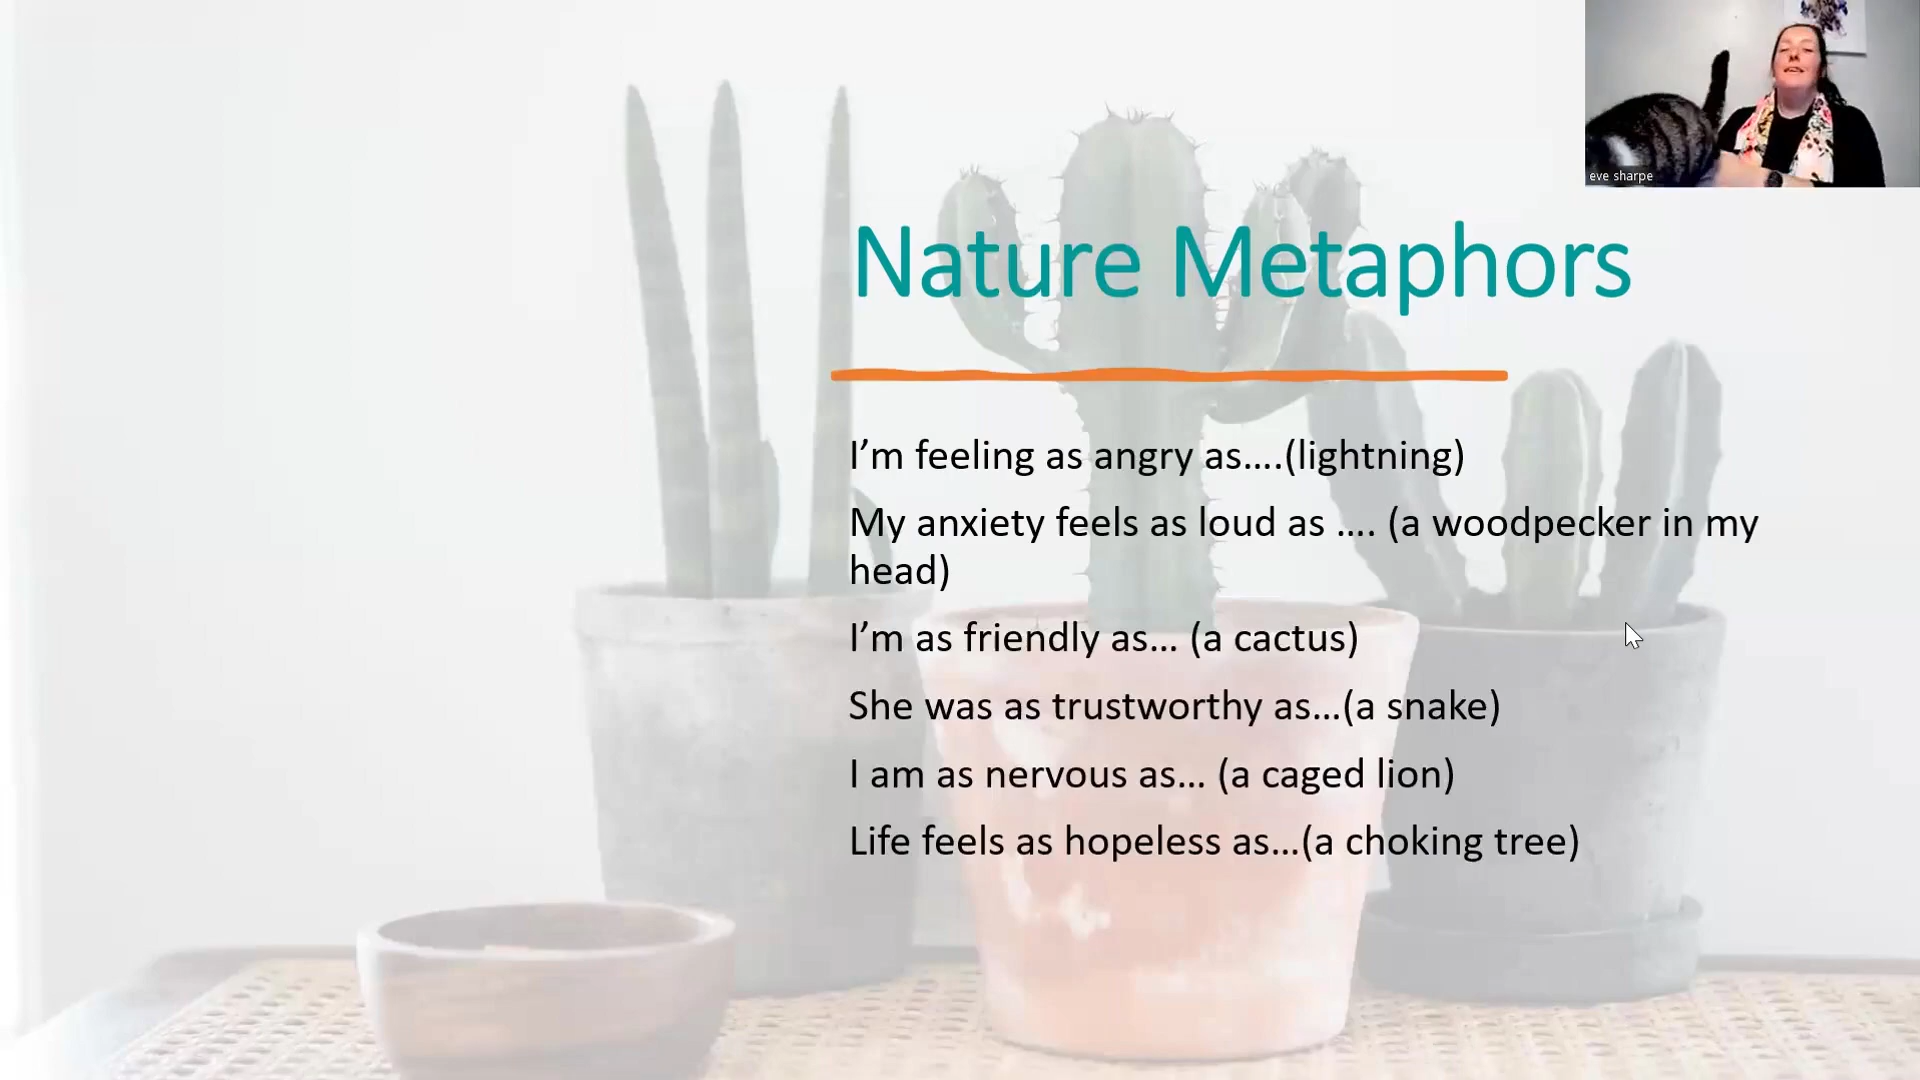 eve sharpe
Nature Metaphors
I’m feeling as angry as….(lightning)
My anxiety feels as loud as …. (a woodpecker in my
head)
I’m as friendly as… (a cactus)
She was as trustworthy as…(a snake)
I am as nervous as… (a caged lion)
Life feels as hopeless as…(a choking tree)